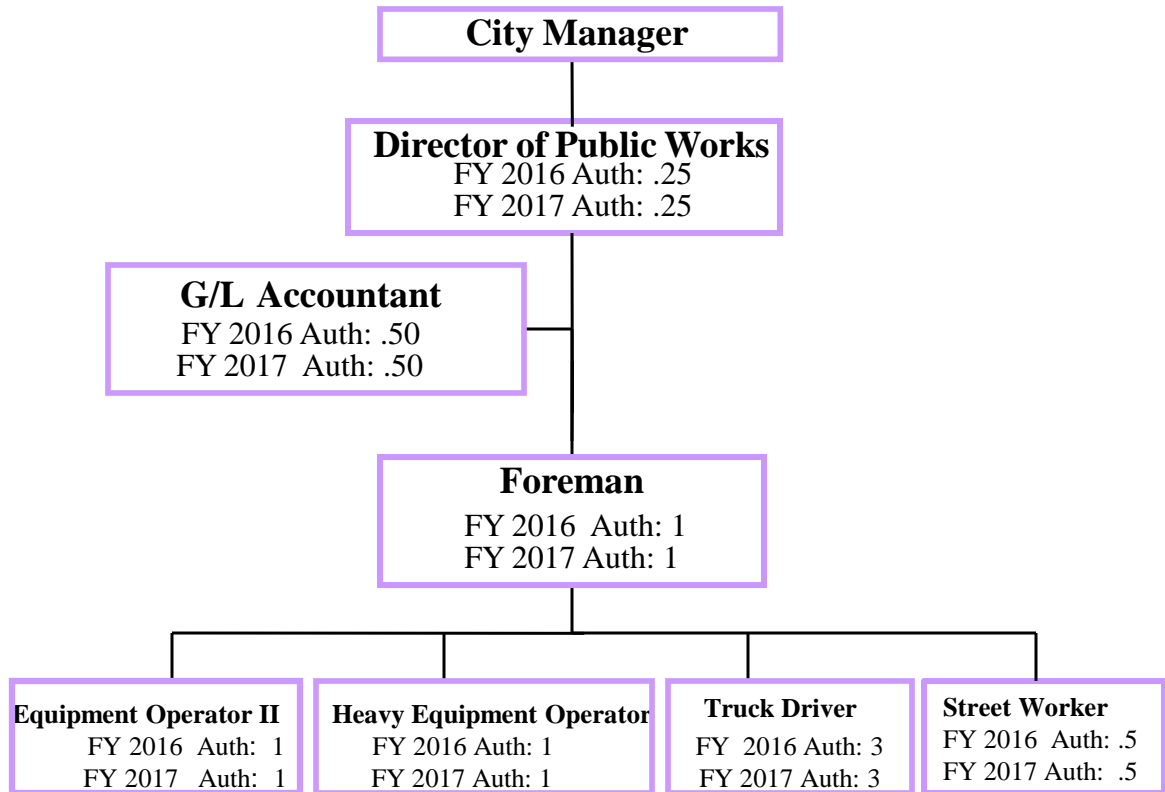 City Manager
Director of Public Works
FY 2016 Auth: .25
FY 2017 Auth: .25
G/L Accountant
FY 2016 Auth: .50
FY 2017 Auth: .50
Foreman
FY 2016 Auth: 1
FY 2017 Auth: 1
Equipment Operator II
FY 2016 Auth: 1
FY 2017 Auth: 1
Heavy Equipment Operator
FY 2016 Auth: 1
FY 2017 Auth: 1
Truck Driver
FY 2016 Auth: 3
FY 2017 Auth: 3
Street Worker
FY 2016 Auth: .5
FY 2017 Auth: .5